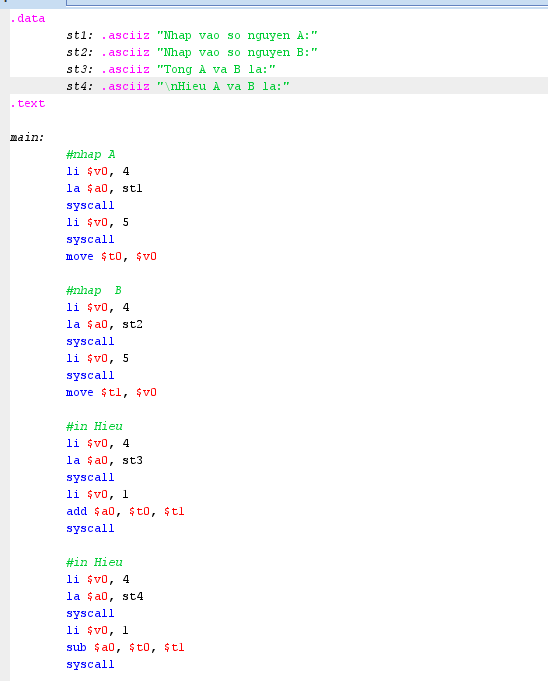 .data
st1: .asciiz "Nhap vao so nguyen A:"
st2: .asciiz "Nhap vao so nguyen B:"
st3: .asciiz "Tong A va B la:"
st4: .asciiz "\nHieu A va B la:"
.text
main:
#nhap A
li $v0, 4
la $a0, st1
syscall
li $v0, 5
syscall
move $t0, $v0
#nhap  B
li $v0, 4
la $a0, st2
syscall
li $v0, 5
syscall
move $t1, $v0
#in Hieu
li $v0, 4
la $a0, st3
syscall
li $v0, 1
add $a0, $t0, $t1
syscall
#in Hieu
li $v0, 4
la $a0, st4
syscall
li $v0, 1
sub $a0, $t0, $t1
syscall